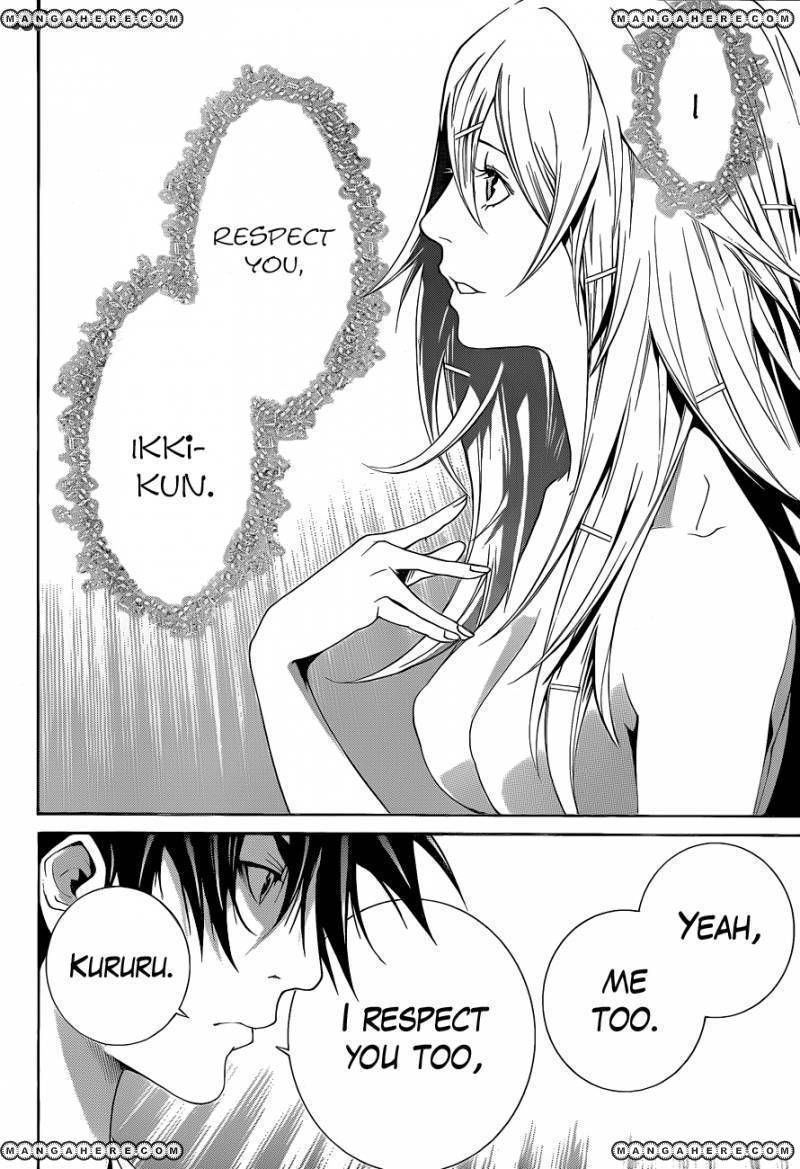 MANGAHERE.COM
MANGAHERE.COM
I
RESPECT
YOU,
IKKI-
KUN.
YEAH,
ME
TOO.
I RESPECT
YOU TOO,
KURURU.
MANGAHERE.COM
MANGAHERE.COM